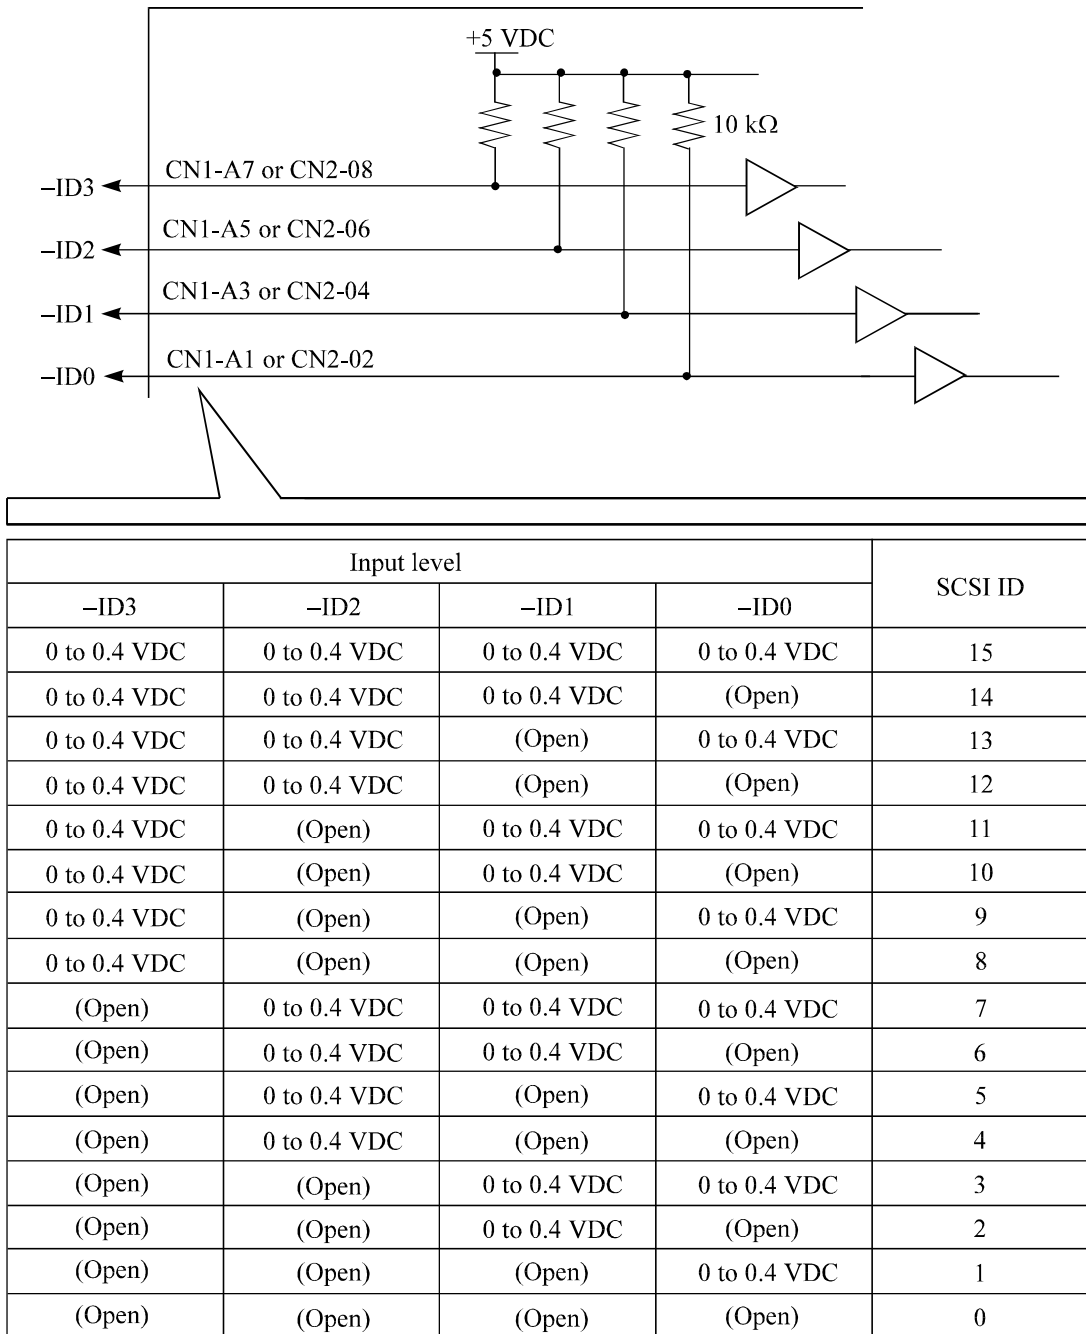 +5 VDC
10 kΩ
–ID3 CN1-A7 or CN2-08
–ID2 CN1-A5 or CN2-06
–ID1 CN1-A3 or CN2-04
–ID0 CN1-A1 or CN2-02
Input level SCSI ID
–ID3 –ID2 –ID1 –ID0
0 to 0.4 VDC 0 to 0.4 VDC 0 to 0.4 VDC 0 to 0.4 VDC 15
0 to 0.4 VDC 0 to 0.4 VDC 0 to 0.4 VDC (Open) 14
0 to 0.4 VDC 0 to 0.4 VDC (Open) 0 to 0.4 VDC 13
0 to 0.4 VDC 0 to 0.4 VDC (Open) (Open) 12
0 to 0.4 VDC (Open) 0 to 0.4 VDC 0 to 0.4 VDC 11
0 to 0.4 VDC (Open) 0 to 0.4 VDC (Open) 10
0 to 0.4 VDC (Open) (Open) 0 to 0.4 VDC 9
0 to 0.4 VDC (Open) (Open) (Open) 8
(Open) 0 to 0.4 VDC 0 to 0.4 VDC 0 to 0.4 VDC 7
(Open) 0 to 0.4 VDC 0 to 0.4 VDC (Open) 6
(Open) 0 to 0.4 VDC (Open) 0 to 0.4 VDC 5
(Open) 0 to 0.4 VDC (Open) (Open) 4
(Open) (Open) 0 to 0.4 VDC 0 to 0.4 VDC 3
(Open) (Open) 0 to 0.4 VDC (Open) 2
(Open) (Open) (Open) 0 to 0.4 VDC 1
(Open) (Open) (Open) (Open) 0